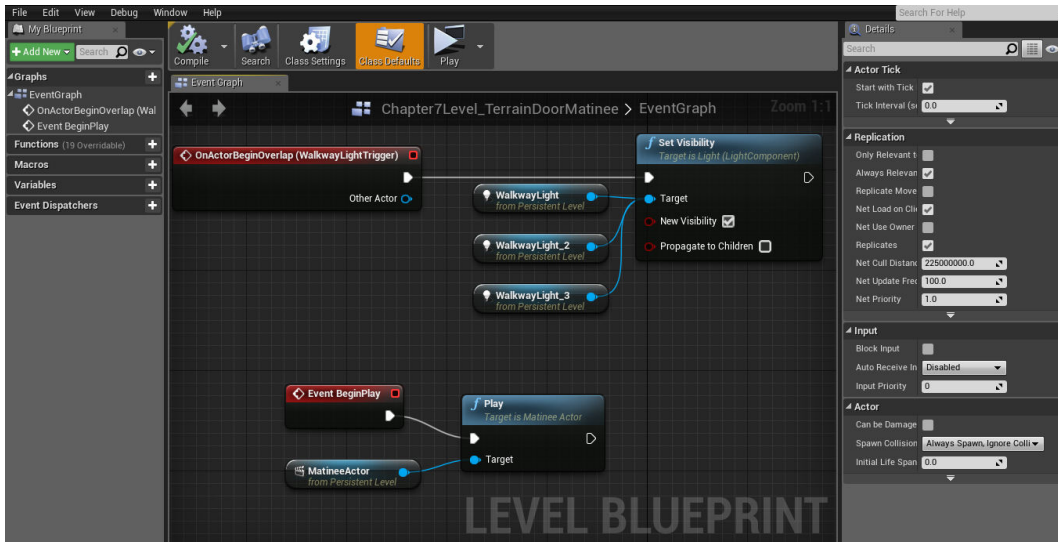 File Edit View Debug Window Help
Search For Help
My Blueprint
+ Add New
Search
Graphs
EventGraph
OnActorBeginOverlap (Wal
Event BeginPlay
Functions (19 Overridable)
Macros
Variables
Event Dispatchers
Compile
Search
Class Settings
Class Defaults
Play
Event Graph
Chapter7Level_TerrainDoorMatinee > EventGraph
Zoom 1:1
OnActorBeginOverlap (WalkwayLightTrigger)
Other Actor
WalkwayLight
from Persistent Level
WalkwayLight_2
from Persistent Level
WalkwayLight_3
from Persistent Level
f Set Visibility
Target is Light (LightComponent)
Target
New Visibility
Propagate to Children
Event BeginPlay
MatineeActor
from Persistent Level
f Play
Target is Matinee Actor
Target
LEVEL BLUEPRINT
Details
Search
Actor Tick
Start with Tick
Tick Interval (se 0.0
Replication
Only Relevant t
Always Relevan
Replicate Move
Net Load on Cli
Net Use Owner
Replicates
Net Cull Distanc 225000000.0
Net Update Frec 100.0
Net Priority 1.0
Input
Block Input
Auto Receive In Disabled
Input Priority 0
Actor
Can be Damage
Spawn Collision Always Spawn, Ignore Colli
Initial Life Span 0.0